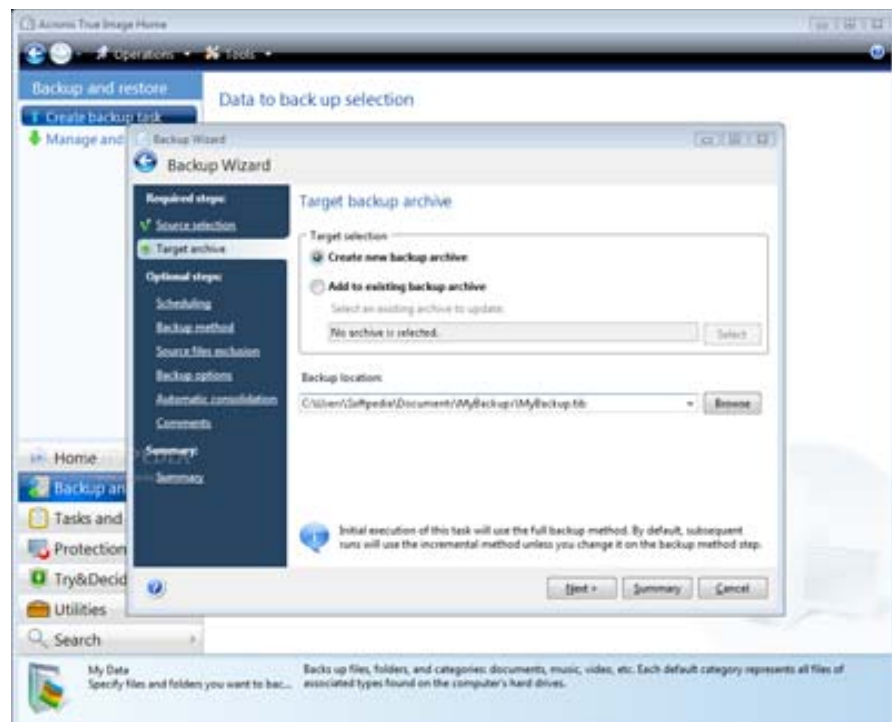 Acronis True Image Home
Operations
Tools
Backup and restore
Create backup task
Manage and
Data to back up selection
Backup Wizard
Backup Wizard
Required steps:
Source selection
Target archive
Optional steps:
Scheduling
Backup method
Source files exclusion
Backup options
Automatic consolidation
Comments
Summary:
Summary
Target backup archive
Target selection
Create new backup archive
Add to existing backup archive
Select an existing archive to update.
No archive is selected.
Select
Backup location:
C:\Users\Softpedia\Documents\MyBackups\MyBackup.tib
Browse
Initial execution of this task will use the full backup method. By default, subsequent
runs will use the incremental method unless you change it on the backup method step.
Next >
Summary
Cancel
Home
Backup an
Tasks and
Protection
Try&Decid
Utilities
Search
My Data
Specify files and folders you want to bac...
Backs up files, folders, and categories: documents, music, video, etc. Each default category represents all files of
associated types found on the computer's hard drives.